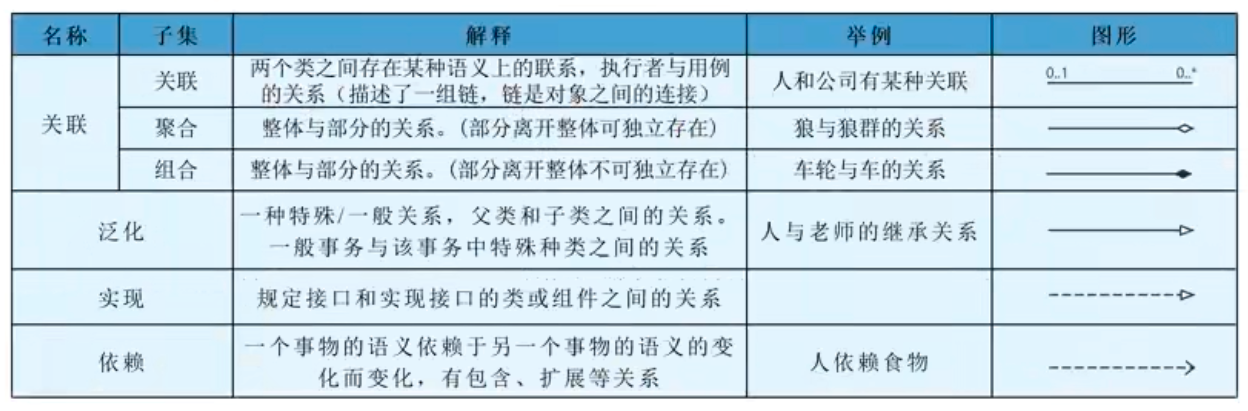 名称 子集 解释 举例 图形
关联 关联 两个类之间存在某种语义上的联系，执行者与用例
的关系（描述了一组链，链是对象之间的连接） 人和公司有某种关联 0..1 0..*
聚合 整体与部分的关系。(部分离开整体可独立存在) 狼与狼群的关系
组合 整体与部分的关系。(部分离开整体不可独立存在) 车轮与车的关系
泛化 一种特殊/一般关系，父类和子类之间的关系。
一般事务与该事务中特殊种类之间的关系 人与老师的继承关系
实现 规定接口和实现接口的类或组件之间的关系
依赖 一个事物的语义依赖于另一个事物的语义的变
化而变化，有包含、扩展等关系 人依赖食物